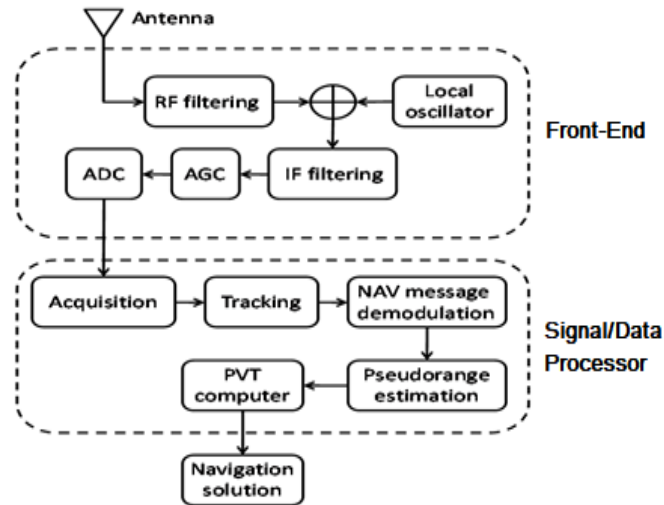 Antenna
RF filtering
Local
oscillator
Front-End
ADC
AGC
IF filtering
Acquisition
Tracking
NAV message
demodulation
Signal/Data
Processor
PVT
computer
Pseudorange
estimation
Navigation
solution